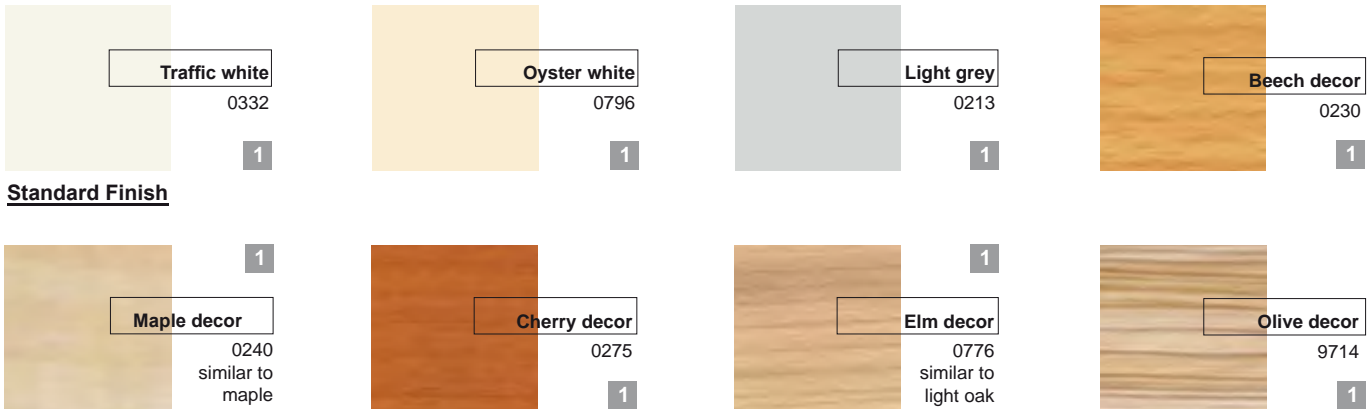 Traffic white
0332
1
Oyster white
0796
1
Light grey
0213
1
Beech decor
0230
1
Standard Finish
1
Maple decor
0240
similar to
maple
Cherry decor
0275
1
1
Elm decor
0776
similar to
light oak
Olive decor
9714
1